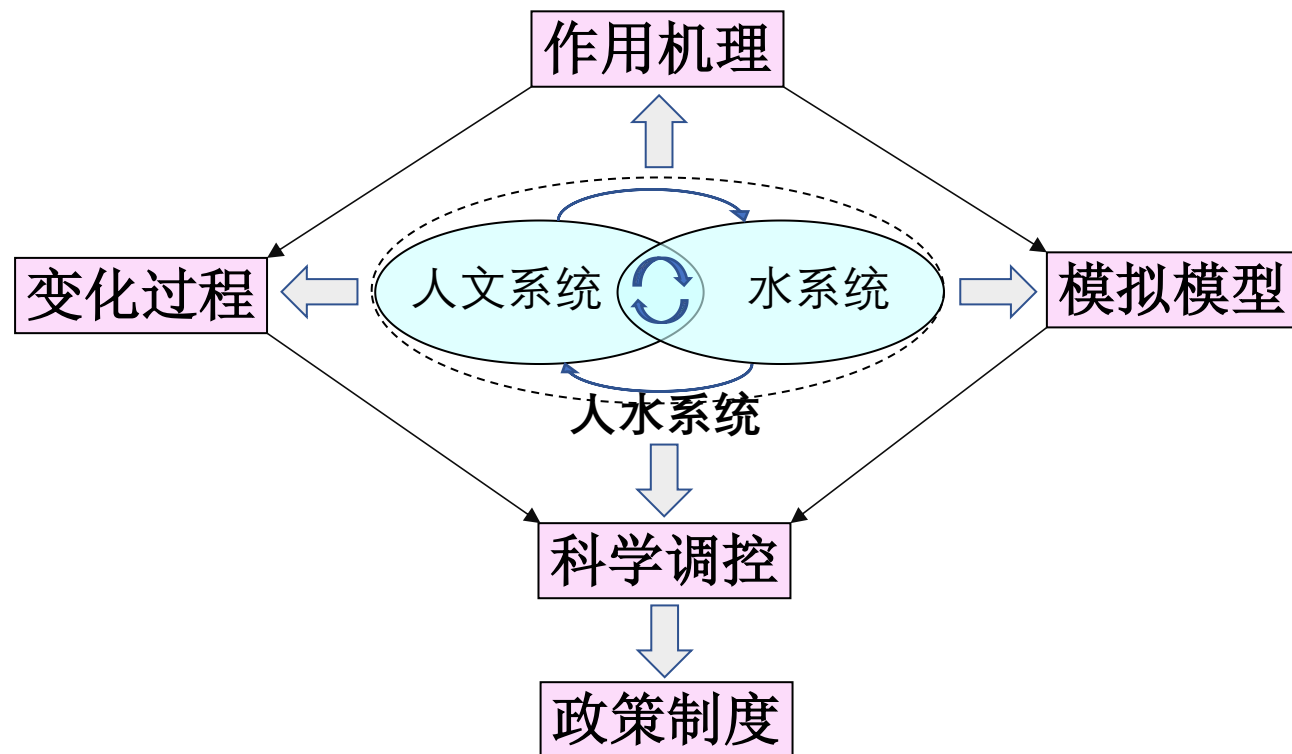 作用机理
变化过程
人文系统
水系统
模拟模型
人水系统
科学调控
政策制度